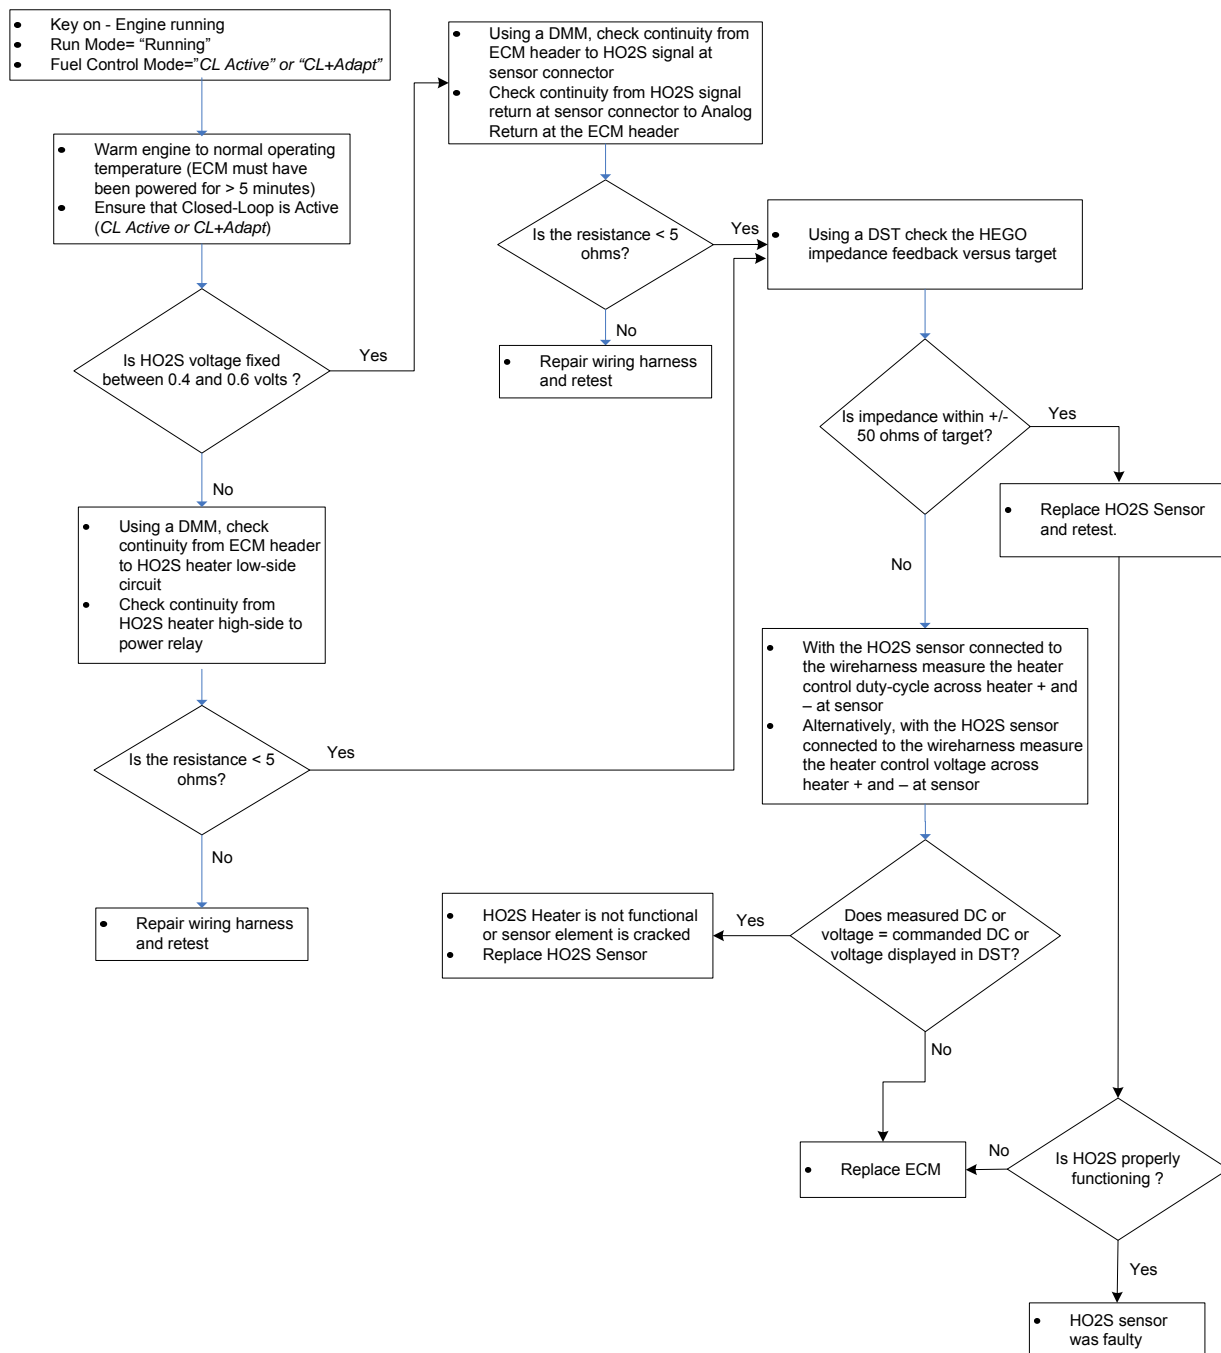 • Key on - Engine running
• Run Mode= “Running”
• Fuel Control Mode=”CL Active” or “CL+Adapt”
• Warm engine to normal operating
temperature (ECM must have
been powered for > 5 minutes)
• Ensure that Closed-Loop is Active
(CL Active or CL+Adapt)
Is HO2S voltage fixed
between 0.4 and 0.6 volts ?
Yes
No
• Using a DMM, check
continuity from ECM header
to HO2S heater low-side
circuit
• Check continuity from
HO2S heater high-side to
power relay
Is the resistance < 5
ohms?
Yes
No
• Repair wiring harness
and retest
• Using a DMM, check continuity from
ECM header to HO2S signal at
sensor connector
• Check continuity from HO2S signal
return at sensor connector to Analog
Return at the ECM header
Is the resistance < 5
ohms?
Yes
No
• Repair wiring harness
and retest
• Using a DST check the HEGO
impedance feedback versus target
Is impedance within +/-
50 ohms of target?
Yes
No
• Replace HO2S Sensor
and retest.
• With the HO2S sensor connected to
the wireharness measure the heater
control duty-cycle across heater + and
– at sensor
• Alternatively, with the HO2S sensor
connected to the wireharness measure
the heater control voltage across
heater + and – at sensor
Does measured DC or
voltage = commanded DC or
voltage displayed in DST?
Yes
No
• HO2S Heater is not functional
or sensor element is cracked
• Replace HO2S Sensor
• Replace ECM
Is HO2S properly
functioning ?
No
Yes
• HO2S sensor
was faulty